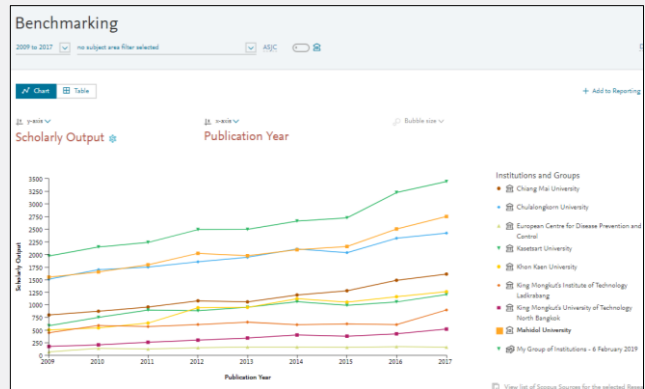 Benchmarking
2009 to 2017 no subject area filter selected ASJC
Chart Table
+ Add to Reporting
y-axis x-axis Bubble size
Scholarly Output Publication Year
3500
3250
3000
2750
2500
2250
2000
1750
1500
1250
1000
750
500
250
0
Scholarly Output
2009 2010 2011 2012 2013 2014 2015 2016 2017
Publication Year
Institutions and Groups
Chiang Mai University
Chulalongkorn University
European Centre for Disease Prevention and
Control
Kasetsart University
Khon Kaen University
King Mongkut's Institute of Technology
Ladkrabang
King Mongkut's University of Technology
North Bangkok
Mahidol University
My Group of Institutions - 6 February 2019
View list of Scopus Sources for the selected